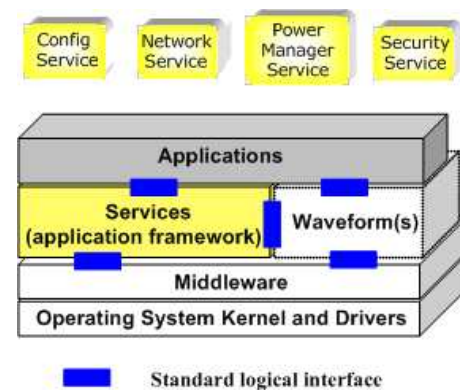 Config
Service
Network
Service
Power
Manager
Service
Security
Service
Applications
Services
(application framework)
Waveform(s)
Middleware
Operating System Kernel and Drivers
Standard logical interface